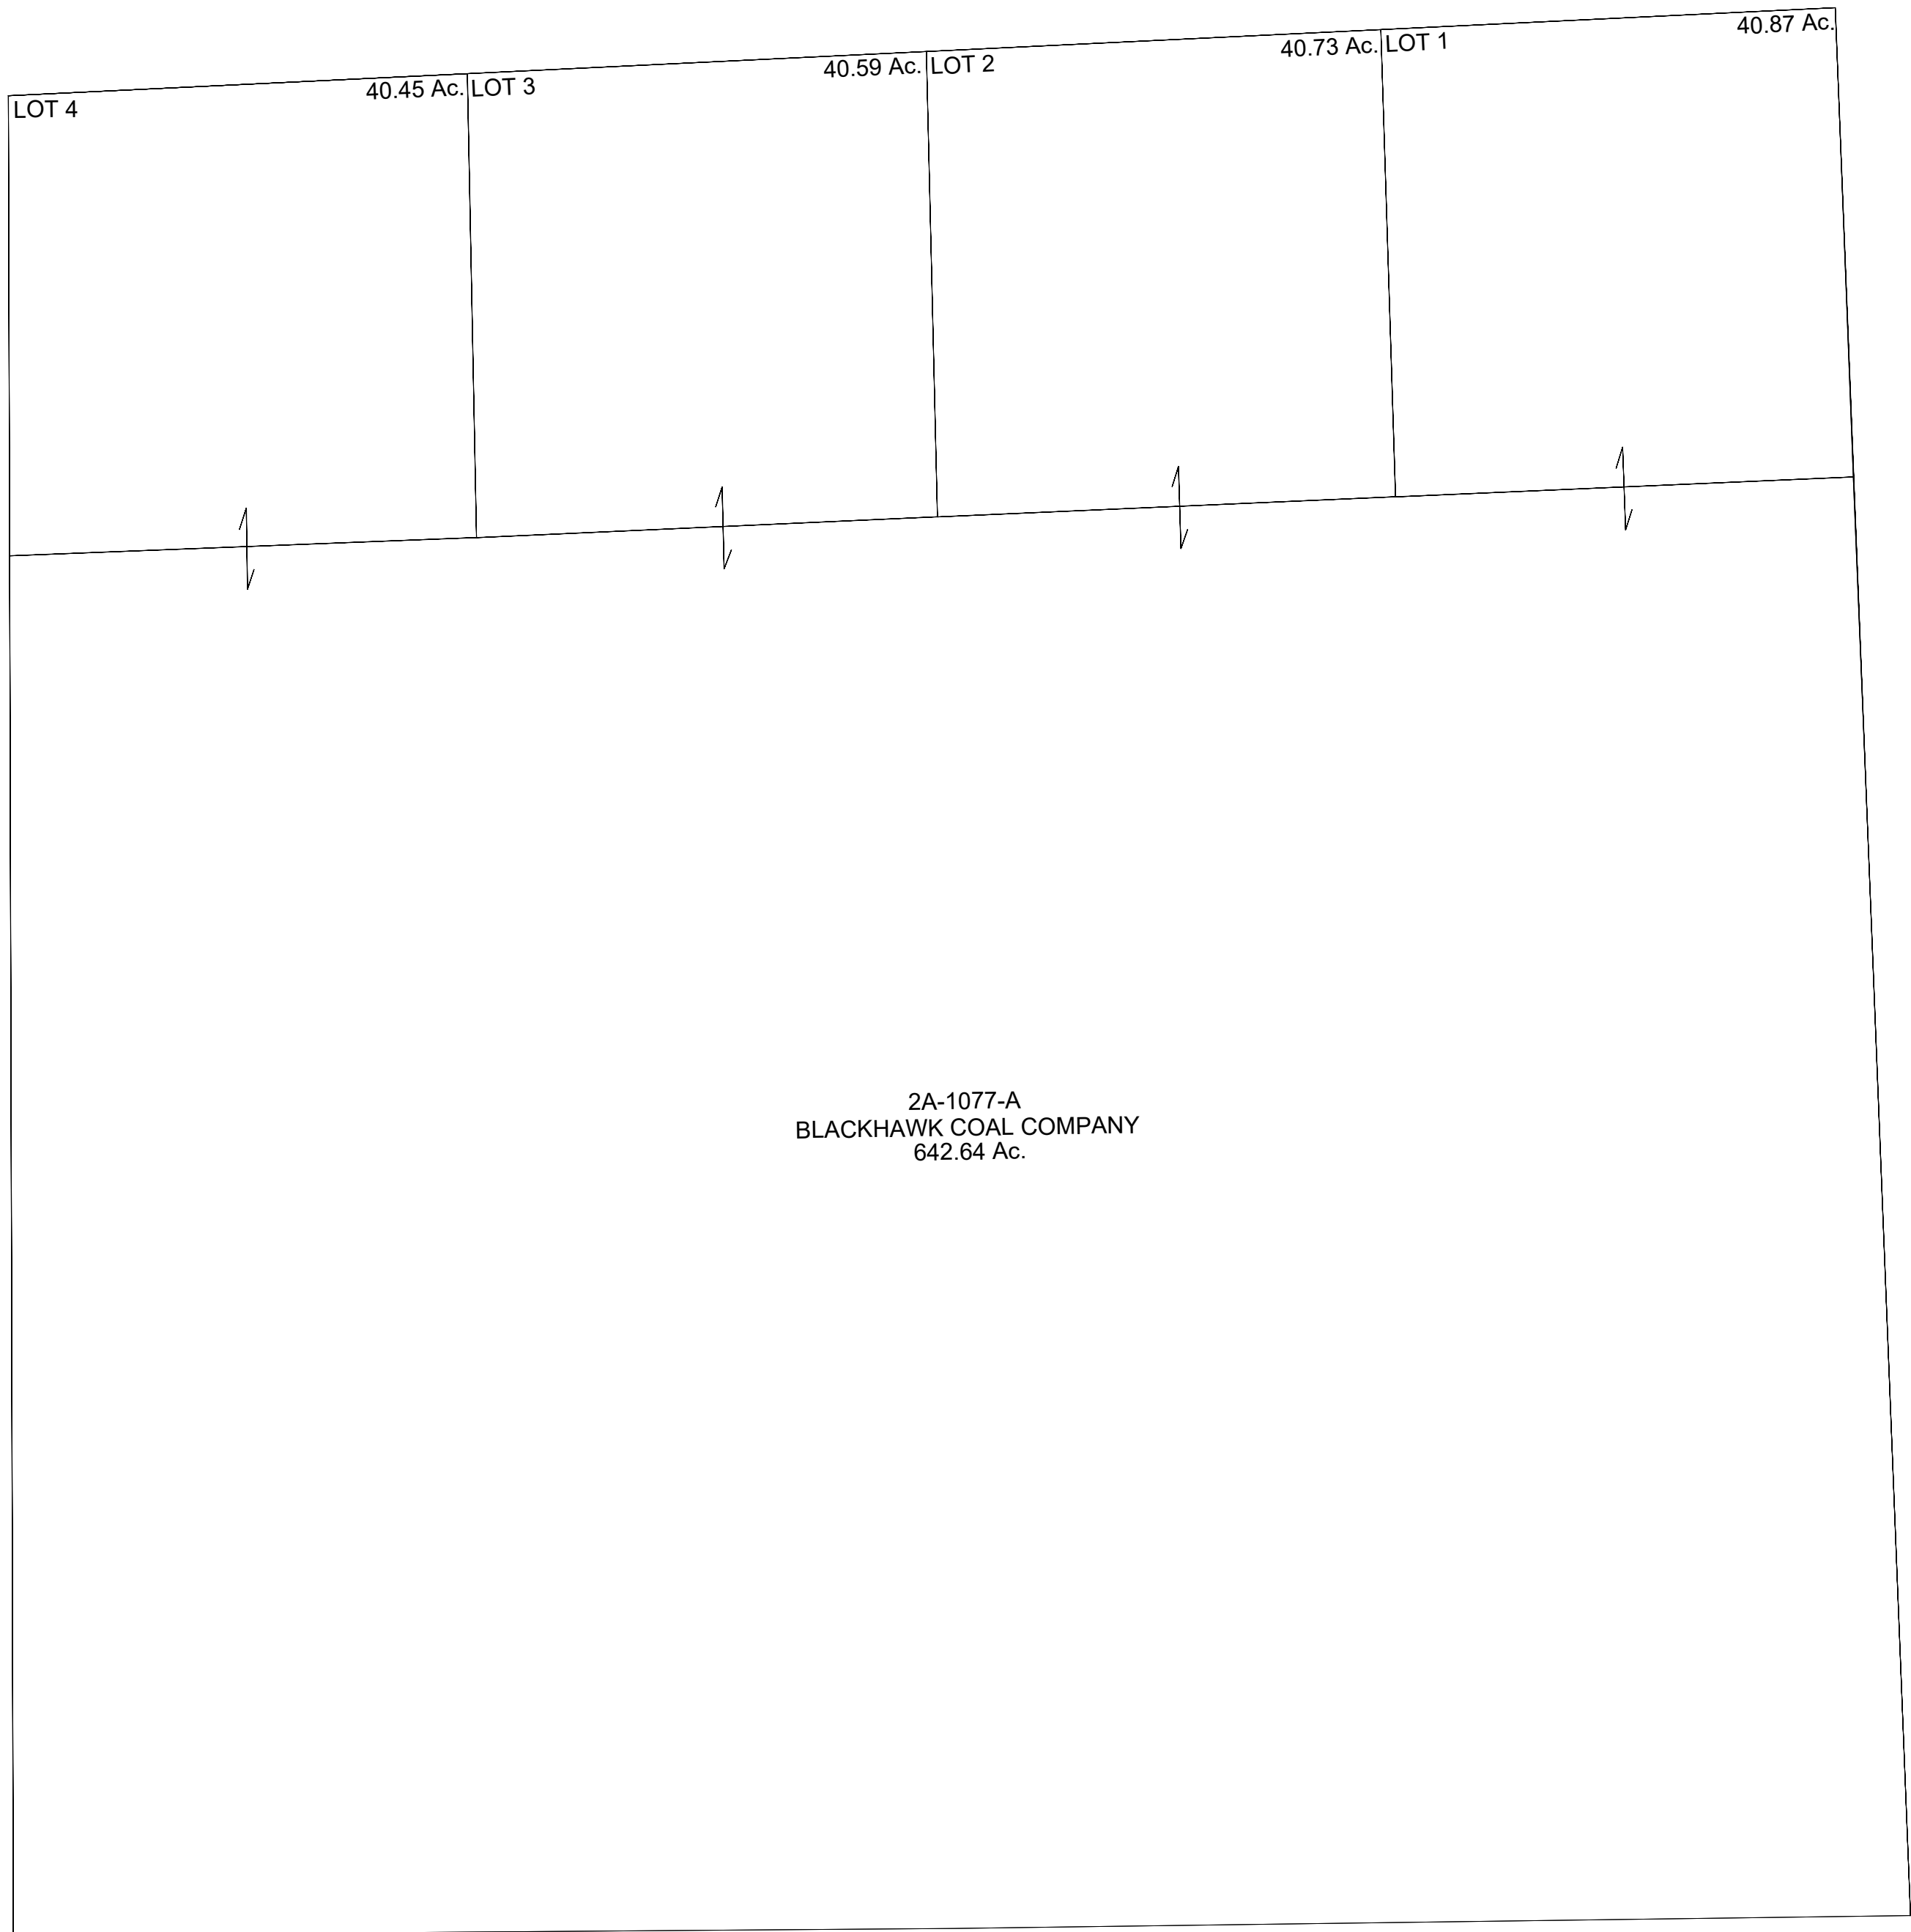 LOT 4
40.45 Ac.
LOT 3
40.59 Ac.
LOT 2
40.73 Ac.
LOT 1
40.87 Ac.
2A-1077-A
BLACKHAWK COAL COMPANY
642.64 Ac.